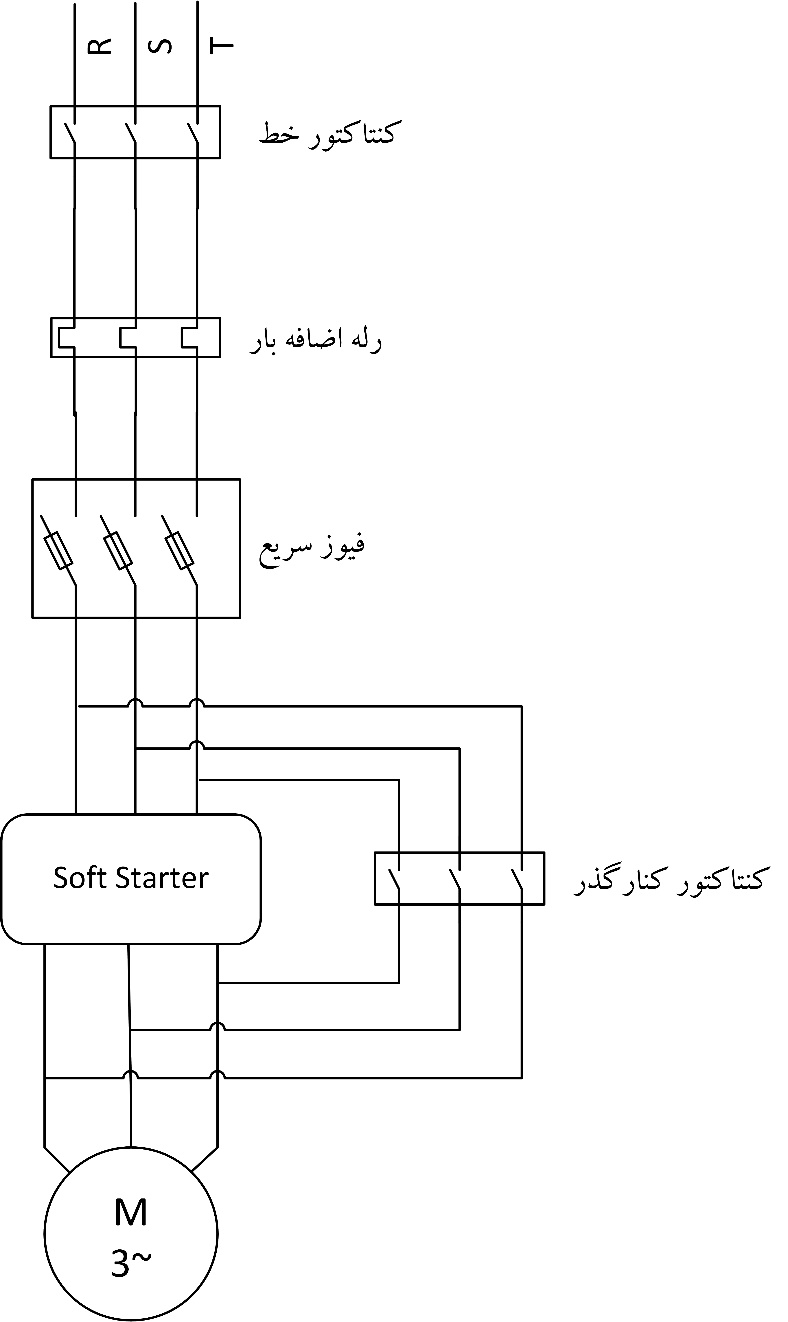 R S T
کنتاکتور خط
رله اضافه بار
فیوز سریع
Soft Starter
کنتاکتور کنارگذر
M
3~